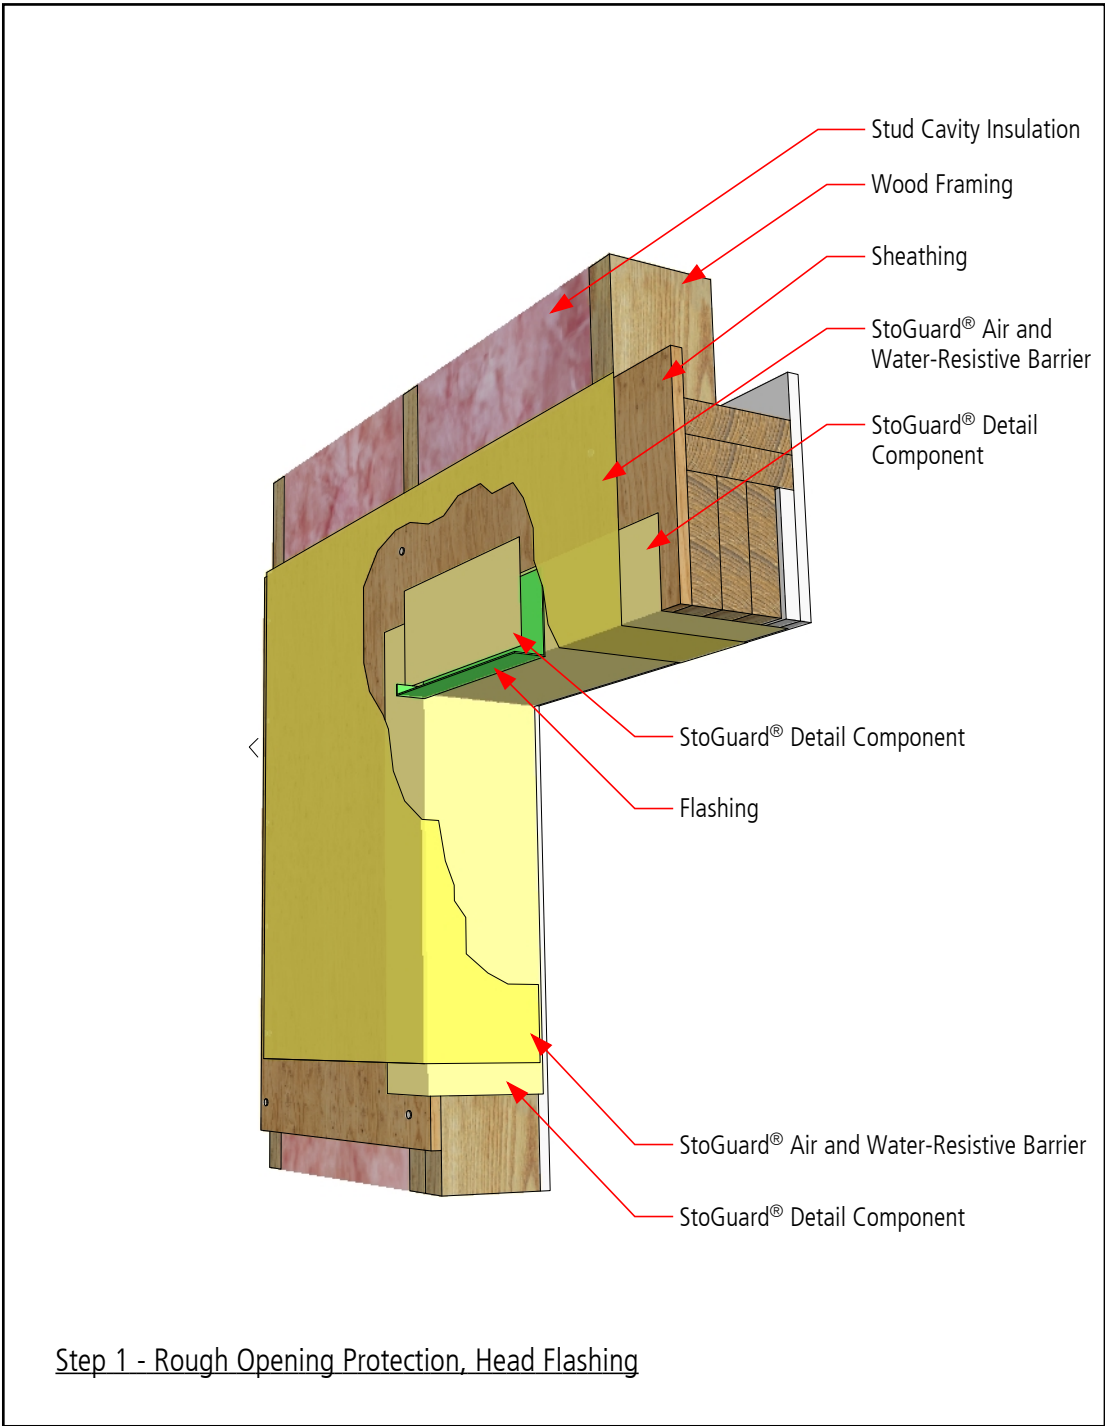 Stud Cavity Insulation
Wood Framing
Sheathing
StoGuard® Air and
Water-Resistive Barrier
StoGuard® Detail
Component
StoGuard® Detail Component
Flashing
StoGuard® Air and Water-Resistive Barrier
StoGuard® Detail Component
Step 1 - Rough Opening Protection, Head Flashing